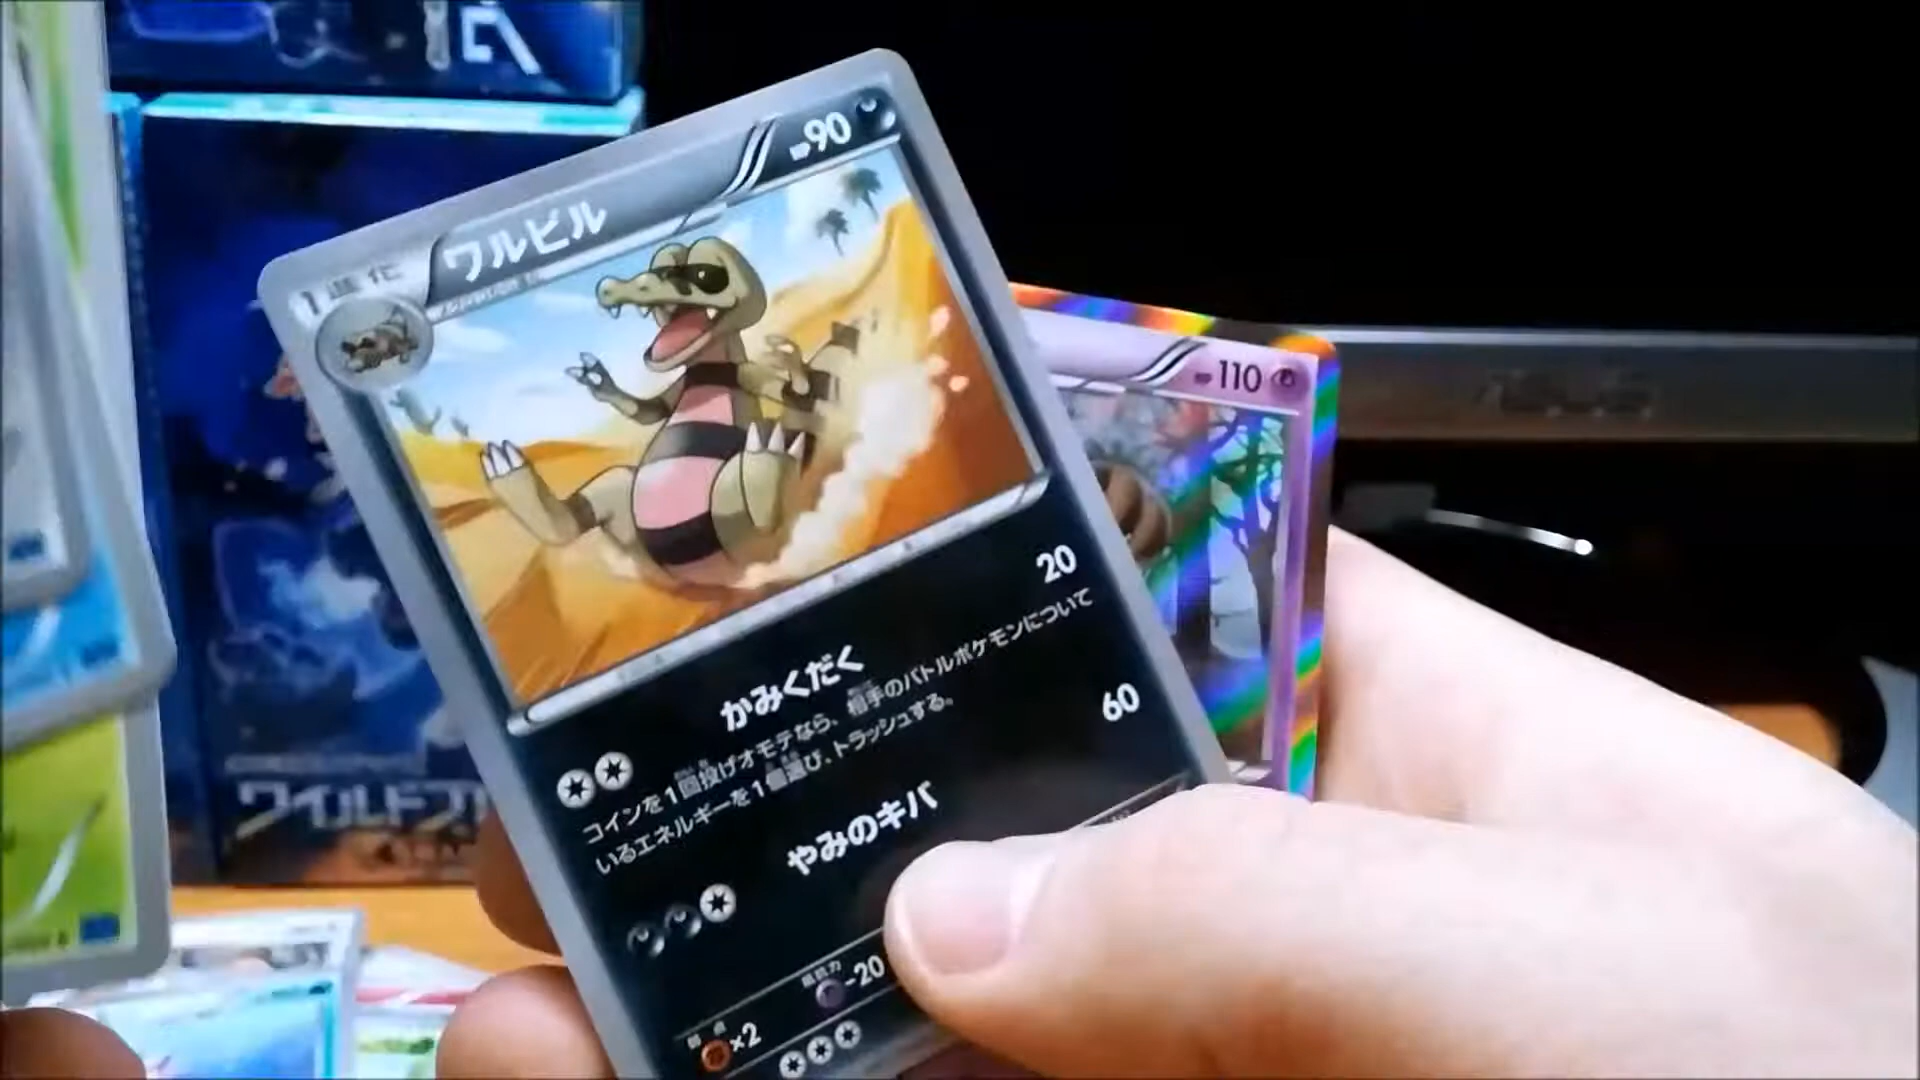 1 進化
ワルビル
90
110
かみくだく
20
コインを1回投げオモテなら、相手のバトルポケモンについて
いるエネルギーを1個選び、トラッシュする。
やみのキバ
60
×2
抵抗力
-20
ワイルドブ